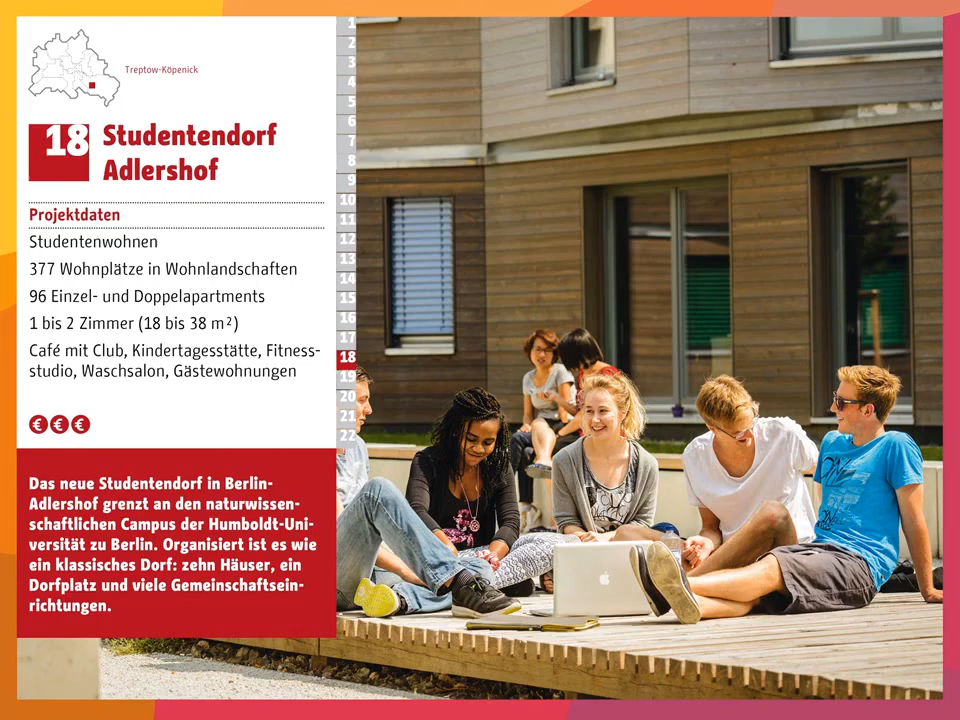 Treptow-Köpenick
18 Studentendorf
Adlershof
Projektdaten
Studentenwohnen
377 Wohnplätze in Wohnlandschaften
96 Einzel- und Doppelapartments
1 bis 2 Zimmer (18 bis 38 m²)
Café mit Club, Kindertagesstätte, Fitness-
studio, Waschsalon, Gästewohnungen
€ € €
Das neue Studentendorf in Berlin-
Adlershof grenzt an den naturwissen-
schaftlichen Campus der Humboldt-Uni-
versität zu Berlin. Organisiert ist es wie
ein klassisches Dorf: zehn Häuser, ein
Dorfplatz und viele Gemeinschaftsein-
richtungen.
1
2
3
4
5
6
7
8
9
10
11
12
13
14
15
16
17
18
19
20
21
22